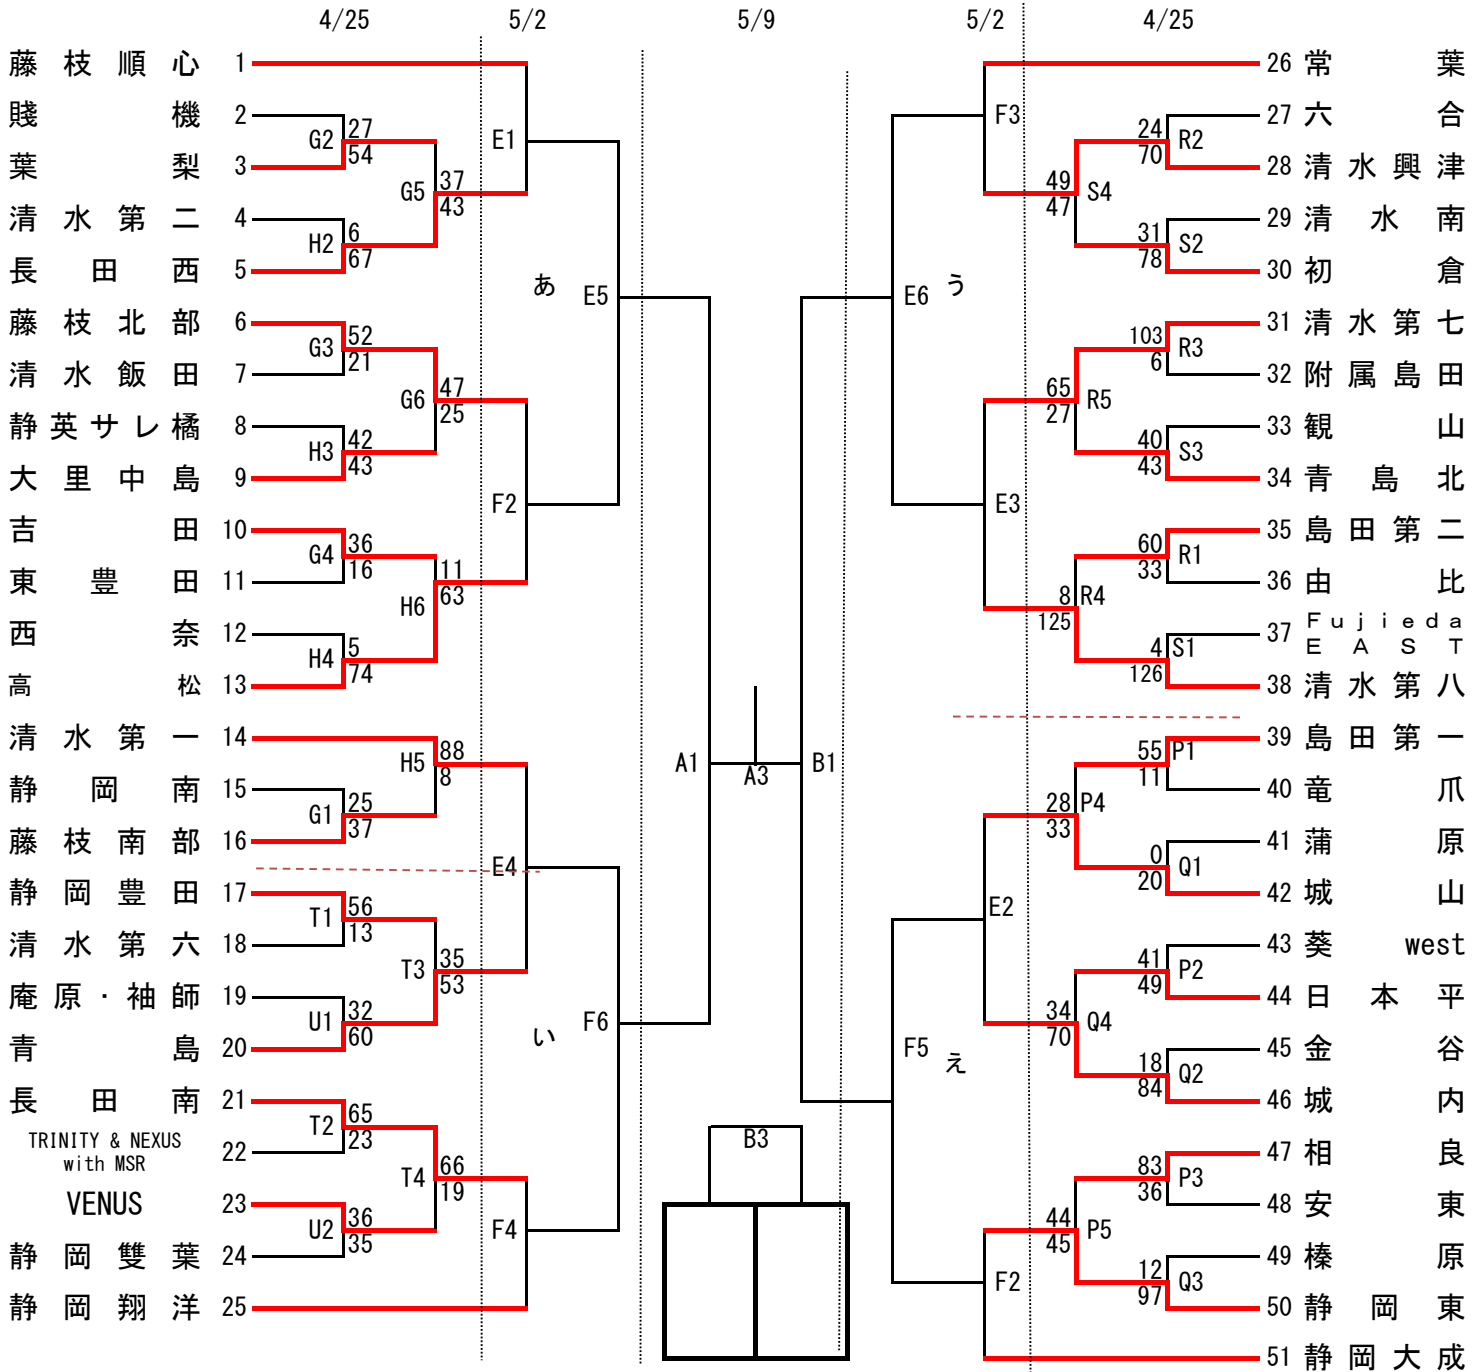 4/25 5/2 5/9 5/2 4/25
藤枝順心 1
賤機 2
G2 27
54
葉梨 3
E1
G5 37
43
清水第二 4
H2 6
67
長田西 5
あ E5
藤枝北部 6
G3 52
21
清水飯田 7
G6 47
25
静英サレ橘 8
H3 42
43
大里中島 9
F2
吉田 10
G4 36
16
東豊田 11
H6 11
63
西奈 12
H4 5
74
高松 13
清水第一 14
H5 88
8
静岡南 15
G1 25
37
藤枝南部 16
E4
静岡豊田 17
T1 56
13
清水第六 18
T3 35
53
庵原・袖師 19
U1 32
60
青島 20
い F6
長田南 21
T2 65
23
TRINITY & NEXUS
with MSR 22
T4 66
19
VENUS 23
U2 36
35
静岡雙葉 24
F4
静岡翔洋 25
A1 A3 B1
B3
26 常葉
F3
27 六合
24 R2
70
28 清水興津
49 S4
47
29 清水南
31 S2
78
30 初倉
E6 う
31 清水第七
103 R3
6
32 附属島田
65 R5
27
33 観山
40 S3
43
34 青島北
E3
35 島田第二
60 R1
33
36 由比
8 R4
125
37 Fujieda
EAST
4 S1
126
38 清水第八
39 島田第一
55 P1
11
40 竜爪
28 P4
33
41 蒲原
0 Q1
20
42 城山
E2
43 葵west
41 P2
49
44 日本平
34 Q4
70
45 金谷
18 Q2
84
46 城内
F5 え
47 相良
83 P3
36
48 安東
44 P5
45
49 榛原
12 Q3
97
50 静岡東
F2
51 静岡大成